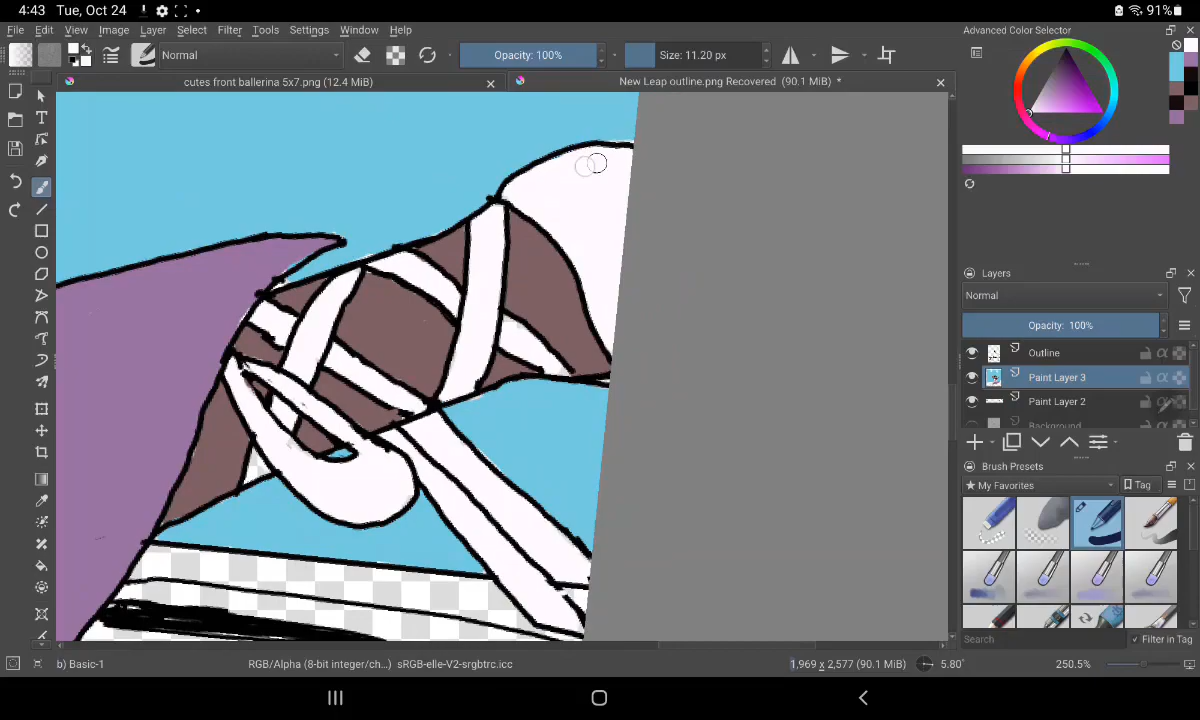 4:43 Tue, Oct 24
91%
File Edit View Image Layer Select Filter Tools Settings Window Help
Normal
Opacity: 100%
Size: 11.20 px
cutes front ballerina 5x7.png (12.4 MiB)
New Leap outline.png Recovered (90.1 MiB) *
Advanced Color Selector
Layers
Normal
Opacity: 100%
Outline
Paint Layer 3
Paint Layer 2
Background
Brush Presets
★ My Favorites
Tag
Search
✓ Filter in Tag
b) Basic-1
RGB/Alpha (8-bit integer/ch...) sRGB-elle-V2-srgbtrc.icc
1,969 x 2,577 (90.1 MiB)
5.80°
250.5%